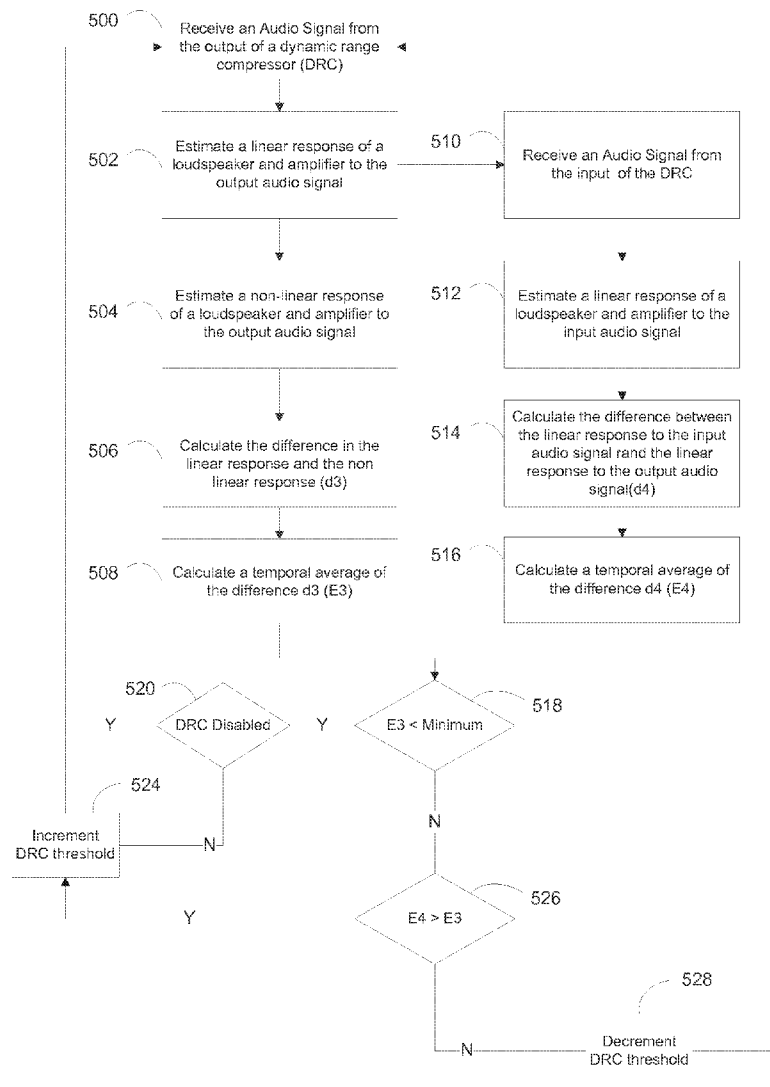 500
Receive an Audio Signal from
the output of a dynamic range
compressor (DRC)
502
Estimate a linear response of a
loudspeaker and amplifier to the
output audio signal
510
Receive an Audio Signal from
the input of the DRC
504
Estimate a non-linear response
of a loudspeaker and amplifier to
the output audio signal
512
Estimate a linear response of a
loudspeaker and amplifier to the
input audio signal
506
Calculate the difference in the
linear response and the non
linear response (d3)
514
Calculate the difference between
the linear response to the input
audio signal rand the linear
response to the output audio
signal(d4)
508
Calculate a temporal average of
the difference d3 (E3)
516
Calculate a temporal average of
the difference d4 (E4)
520
DRC Disabled
Y
Y
518
E3 < Minimum
524
Increment
DRC threshold
N
N
526
E4 > E3
Y
528
Decrement
DRC threshold
N